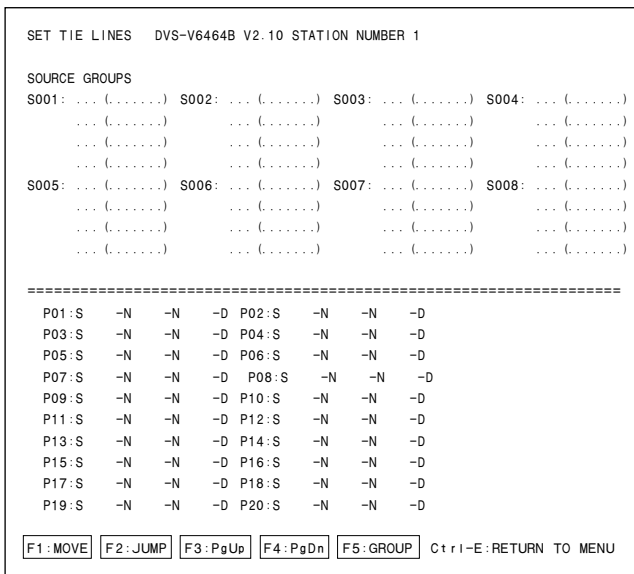 SET TIE LINES DVS-V6464B V2.10 STATION NUMBER 1
SOURCE GROUPS
S001: ... (.......) S002: ... (.......) S003: ... (.......) S004: ... (.......)
... (.......) ... (.......) ... (.......) ... (.......)
... (.......) ... (.......) ... (.......) ... (.......)
... (.......) ... (.......) ... (.......) ... (.......)
S005: ... (.......) S006: ... (.......) S007: ... (.......) S008: ... (.......)
... (.......) ... (.......) ... (.......) ... (.......)
... (.......) ... (.......) ... (.......) ... (.......)
... (.......) ... (.......) ... (.......) ... (.......)
====================================================================
P01:S -N -N -D P02:S -N -N -D
P03:S -N -N -D P04:S -N -N -D
P05:S -N -N -D P06:S -N -N -D
P07:S -N -N -D P08:S -N -N -D
P09:S -N -N -D P10:S -N -N -D
P11:S -N -N -D P12:S -N -N -D
P13:S -N -N -D P14:S -N -N -D
P15:S -N -N -D P16:S -N -N -D
P17:S -N -N -D P18:S -N -N -D
P19:S -N -N -D P20:S -N -N -D
F1:MOVE F2:JUMP F3:PgUp F4:PgDn F5:GROUP Ctrl-E:RETURN TO MENU